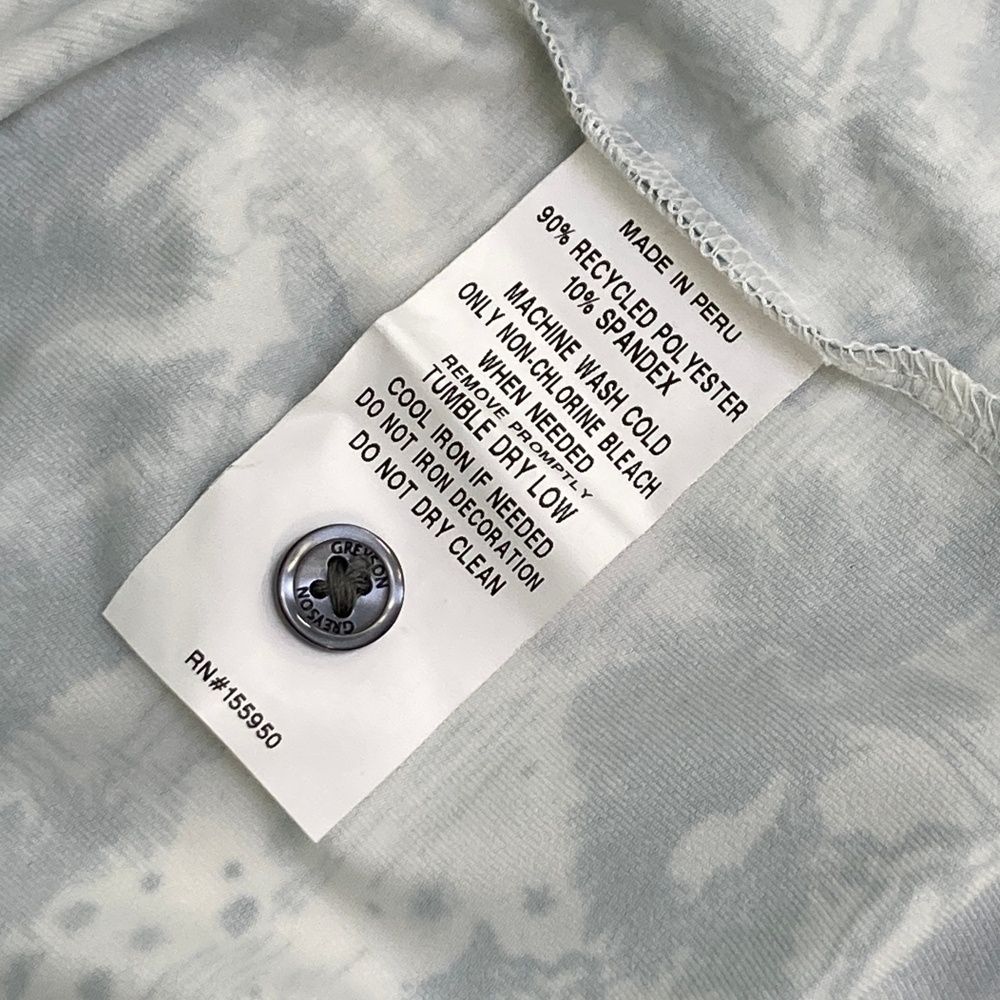 MADE IN PERU
90% RECYCLED POLYESTER
10% SPANDEX
MACHINE WASH COLD
ONLY NON-CHLORINE BLEACH
WHEN NEEDED
REMOVE PROMPTLY
TUMBLE DRY LOW
COOL IRON IF NEEDED
DO NOT IRON DECORATION
DO NOT DRY CLEAN
GREYSON
GREYSON
RN#155950